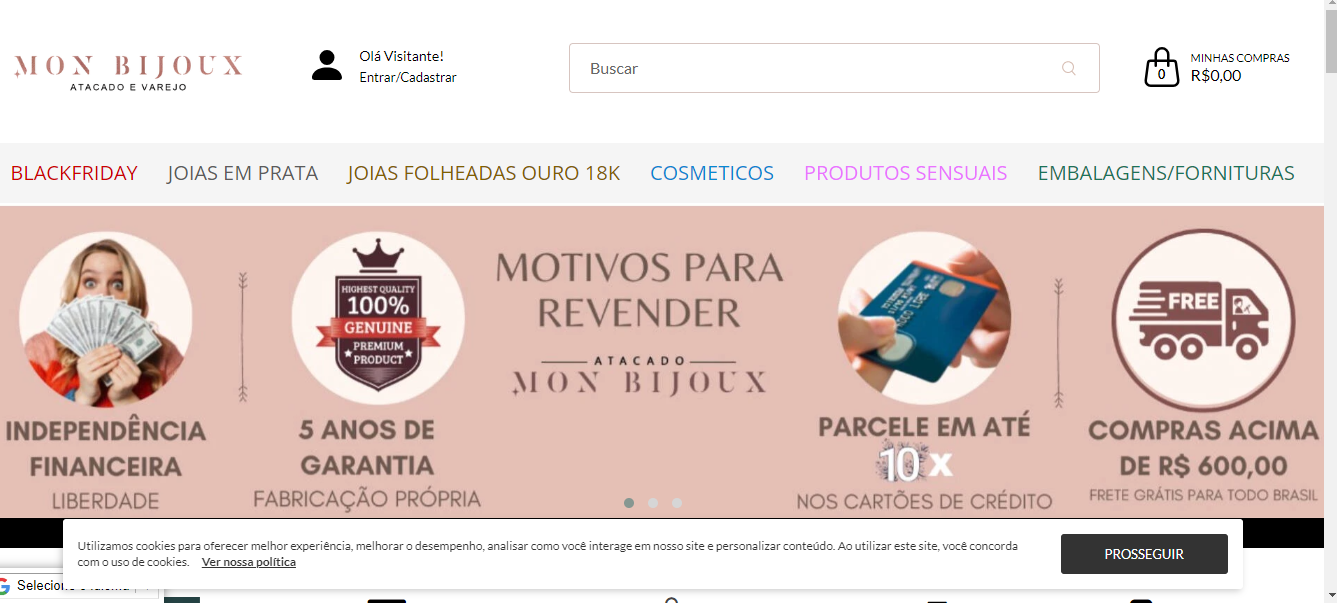 MON BIJOUX
ATACADO E VAREJO
Olá Visitante!
Entrar/Cadastrar
Buscar
0
MINHAS COMPRAS
R$0,00
BLACKFRIDAY
JOIAS EM PRATA
JOIAS FOLHEADAS OURO 18K
COSMETICOS
PRODUTOS SENSUAIS
EMBALAGENS/FORNITURAS
INDEPENDÊNCIA
FINANCEIRA
LIBERDADE
HIGHEST QUALITY
100%
GENUINE
PREMIUM
PRODUCT
5 ANOS DE
GARANTIA
FABRICAÇÃO PRÓPRIA
MOTIVOS PARA
REVENDER
ATACADO
MON BIJOUX
PARCELE EM ATÉ
10 X
NOS CARTÕES DE CRÉDITO
FREE
COMPRAS ACIMA
DE R$ 600,00
FRETE GRÁTIS PARA TODO BRASIL
Utilizamos cookies para oferecer melhor experiência, melhorar o desempenho, analisar como você interage em nosso site e personalizar conteúdo. Ao utilizar este site, você concorda
com o uso de cookies. Ver nossa política
PROSSEGUIR